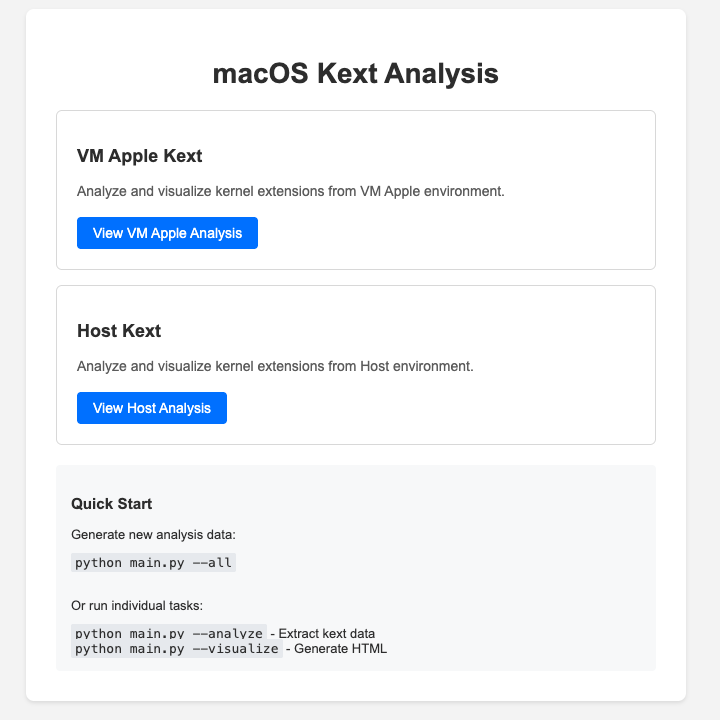 macOS Kext Analysis
VM Apple Kext
Analyze and visualize kernel extensions from VM Apple environment.
View VM Apple Analysis
Host Kext
Analyze and visualize kernel extensions from Host environment.
View Host Analysis
Quick Start
Generate new analysis data:
python main.py --all
Or run individual tasks:
python main.py --analyze - Extract kext data
python main.py --visualize - Generate HTML